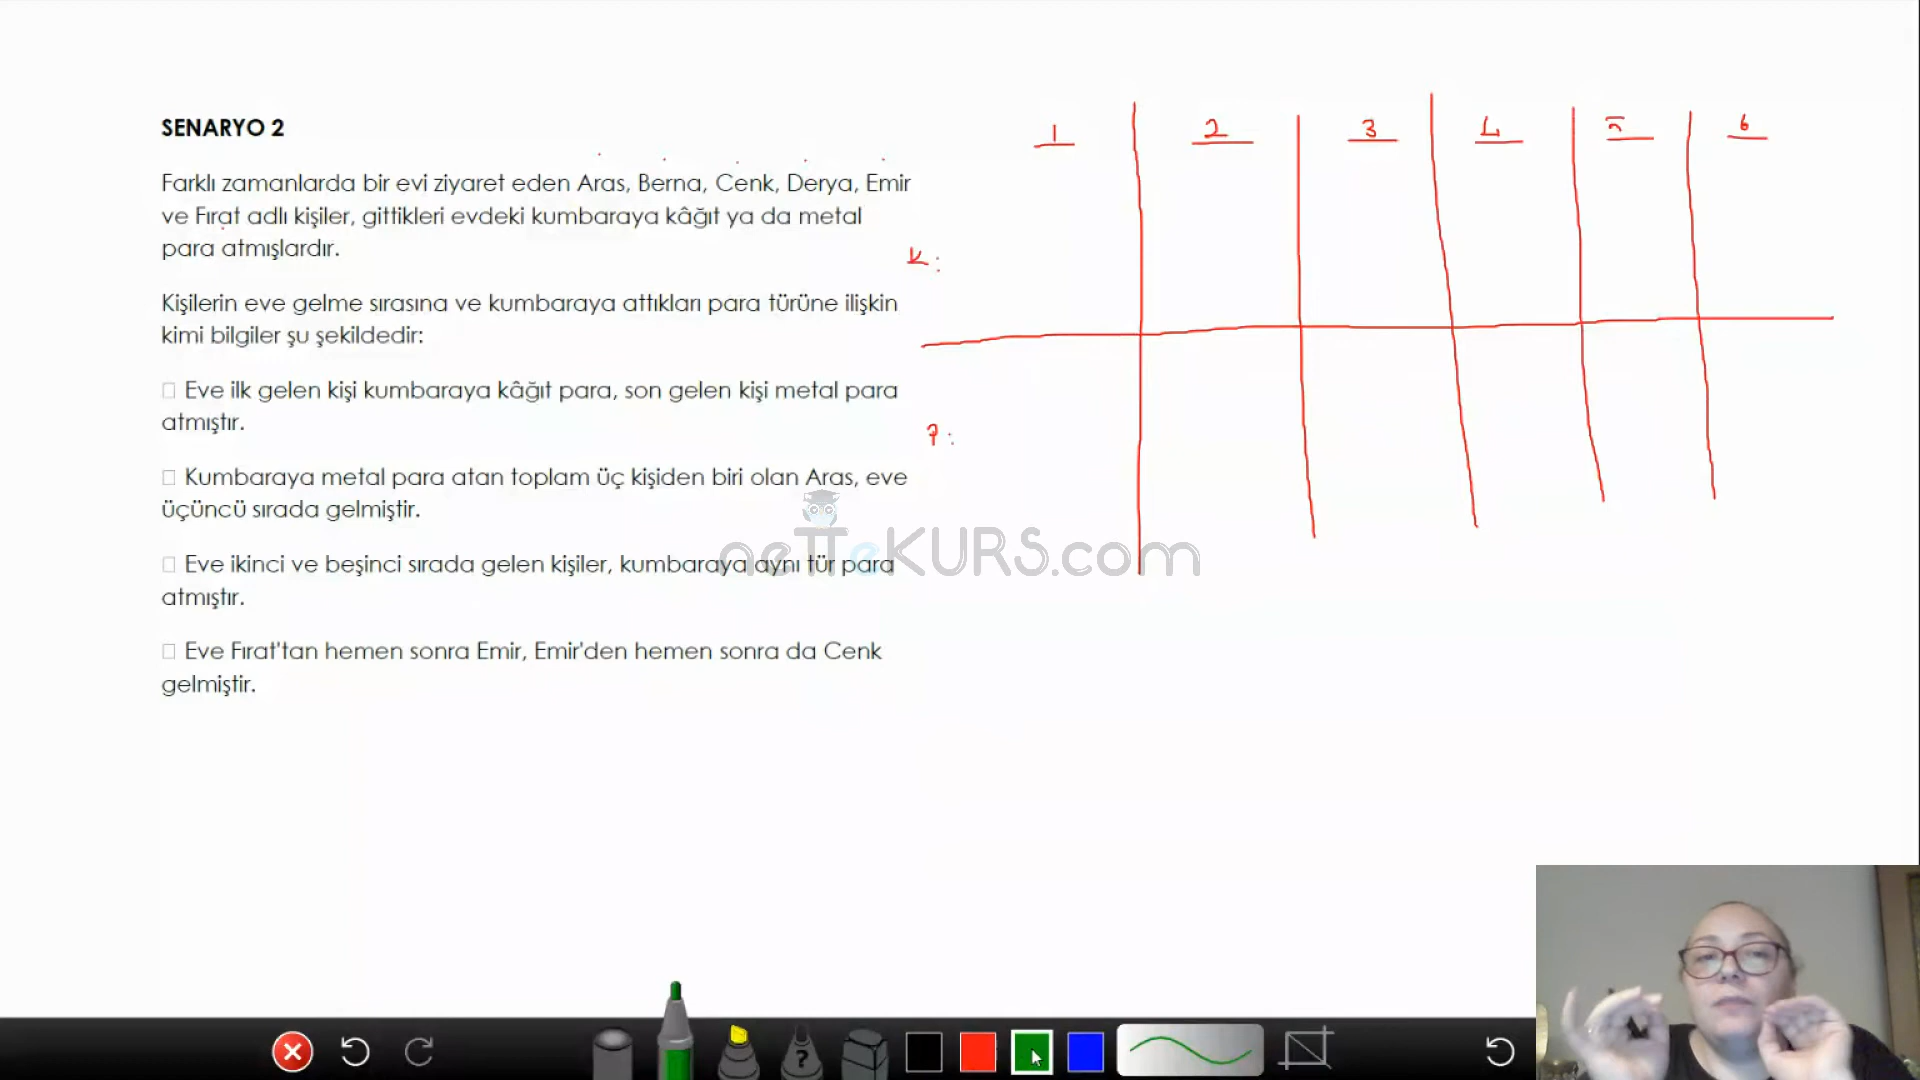 SENARYO 2
Farklı zamanlarda bir evi ziyaret eden Aras, Berna, Cenk, Derya, Emir
ve Fırat adlı kişiler, gittikleri evdeki kumbaraya kâğıt ya da metal
para atmışlardır.
Kişilerin eve gelme sırasına ve kumbaraya attıkları para türüne ilişkin
kimi bilgiler şu şekildedir:
Eve ilk gelen kişi kumbaraya kâğıt para, son gelen kişi metal para
atmıştır.
Kumbaraya metal para atan toplam üç kişiden biri olan Aras, eve
üçüncü sırada gelmiştir.
Eve ikinci ve beşinci sırada gelen kişiler, kumbaraya aynı tür para
atmıştır.
Eve Fırat'tan hemen sonra Emir, Emir'den hemen sonra da Cenk
gelmiştir.
1 2 3 4 5 6
K:
P:
netteKURS.com
?